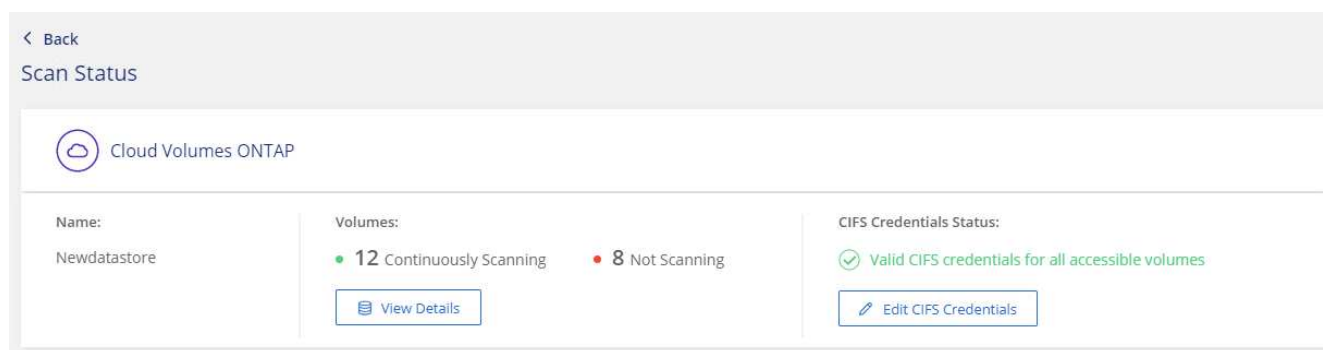 Back
Scan Status
Cloud Volumes ONTAP
Name:
Newdatastore
Volumes:
12 Continuously Scanning
8 Not Scanning
View Details
CIFS Credentials Status:
Valid CIFS credentials for all accessible volumes
Edit CIFS Credentials